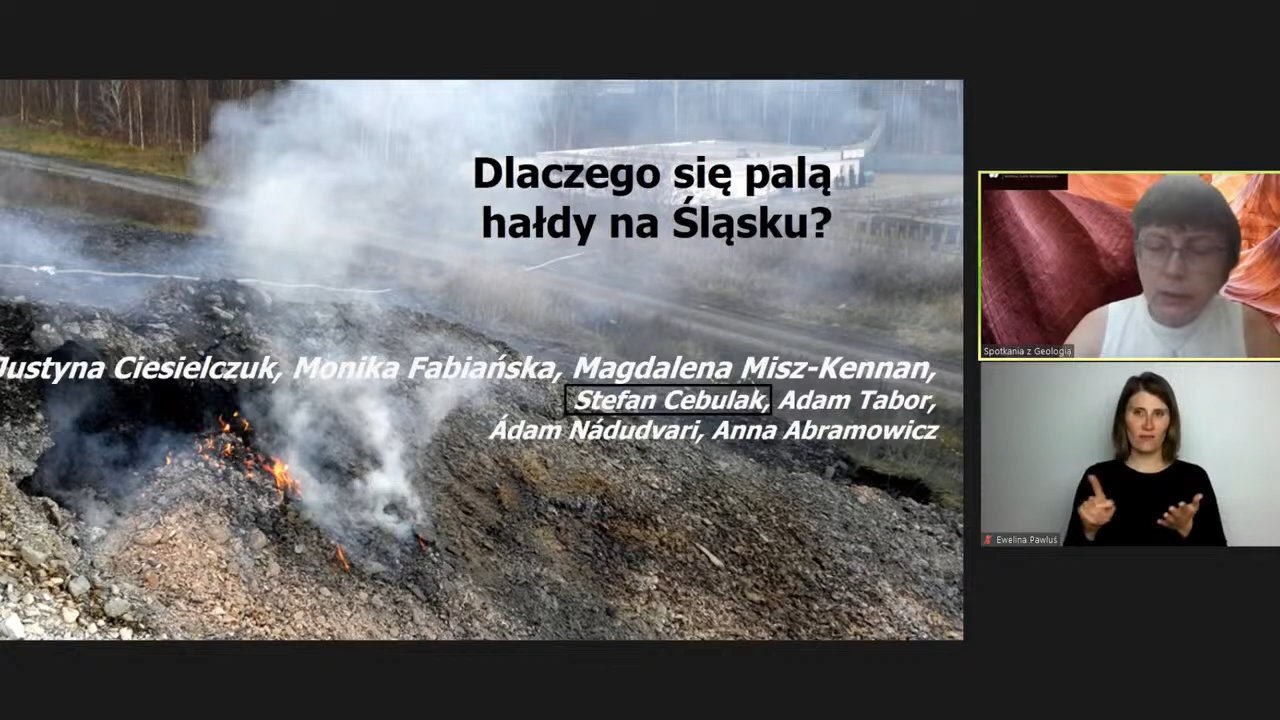 Dlaczego się palą
hałdy na Śląsku?
Justyna Ciesielczuk, Monika Fabiańska, Magdalena Misz-Kennan,
Stefan Cebulak, Adam Tabor,
Ádam Nádudvari, Anna Abramowicz
Spotkania z Geologią
Ewelina Pawluś